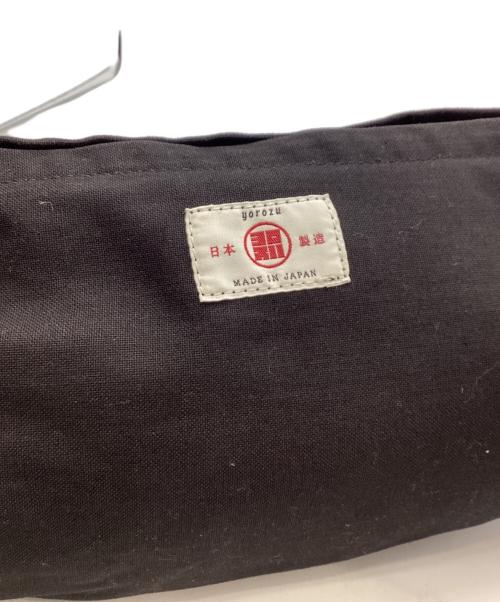 yorozu
日本 製造
MADE IN JAPAN